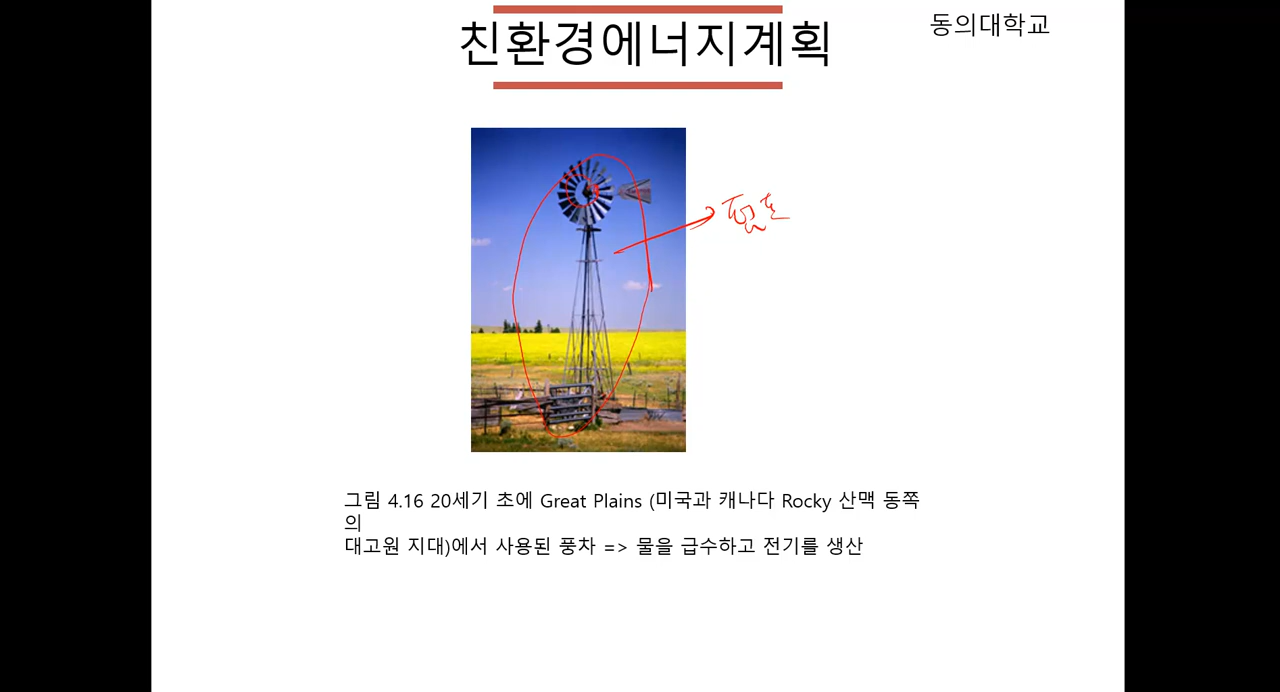 친환경에너지계획
동의대학교
그림 4.16 20세기 초에 Great Plains (미국과 캐나다 Rocky 산맥 동쪽
의
대고원 지대)에서 사용된 풍차 => 물을 급수하고 전기를 생산